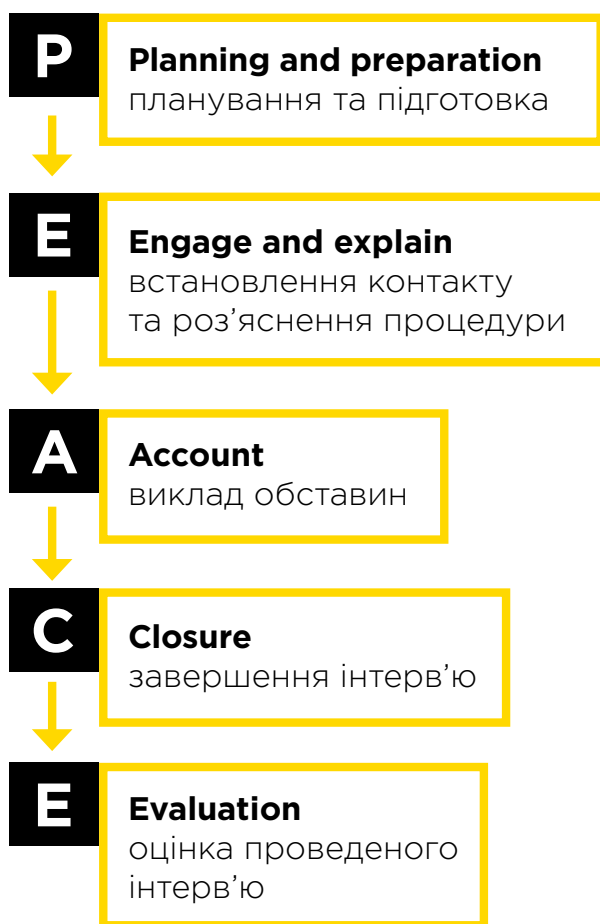 P
Planning and preparation
планування та підготовка
E
Engage and explain
встановлення контакту
та роз’яснення процедури
A
Account
виклад обставин
C
Closure
завершення інтерв’ю
E
Evaluation
оцінка проведеного
інтерв’ю